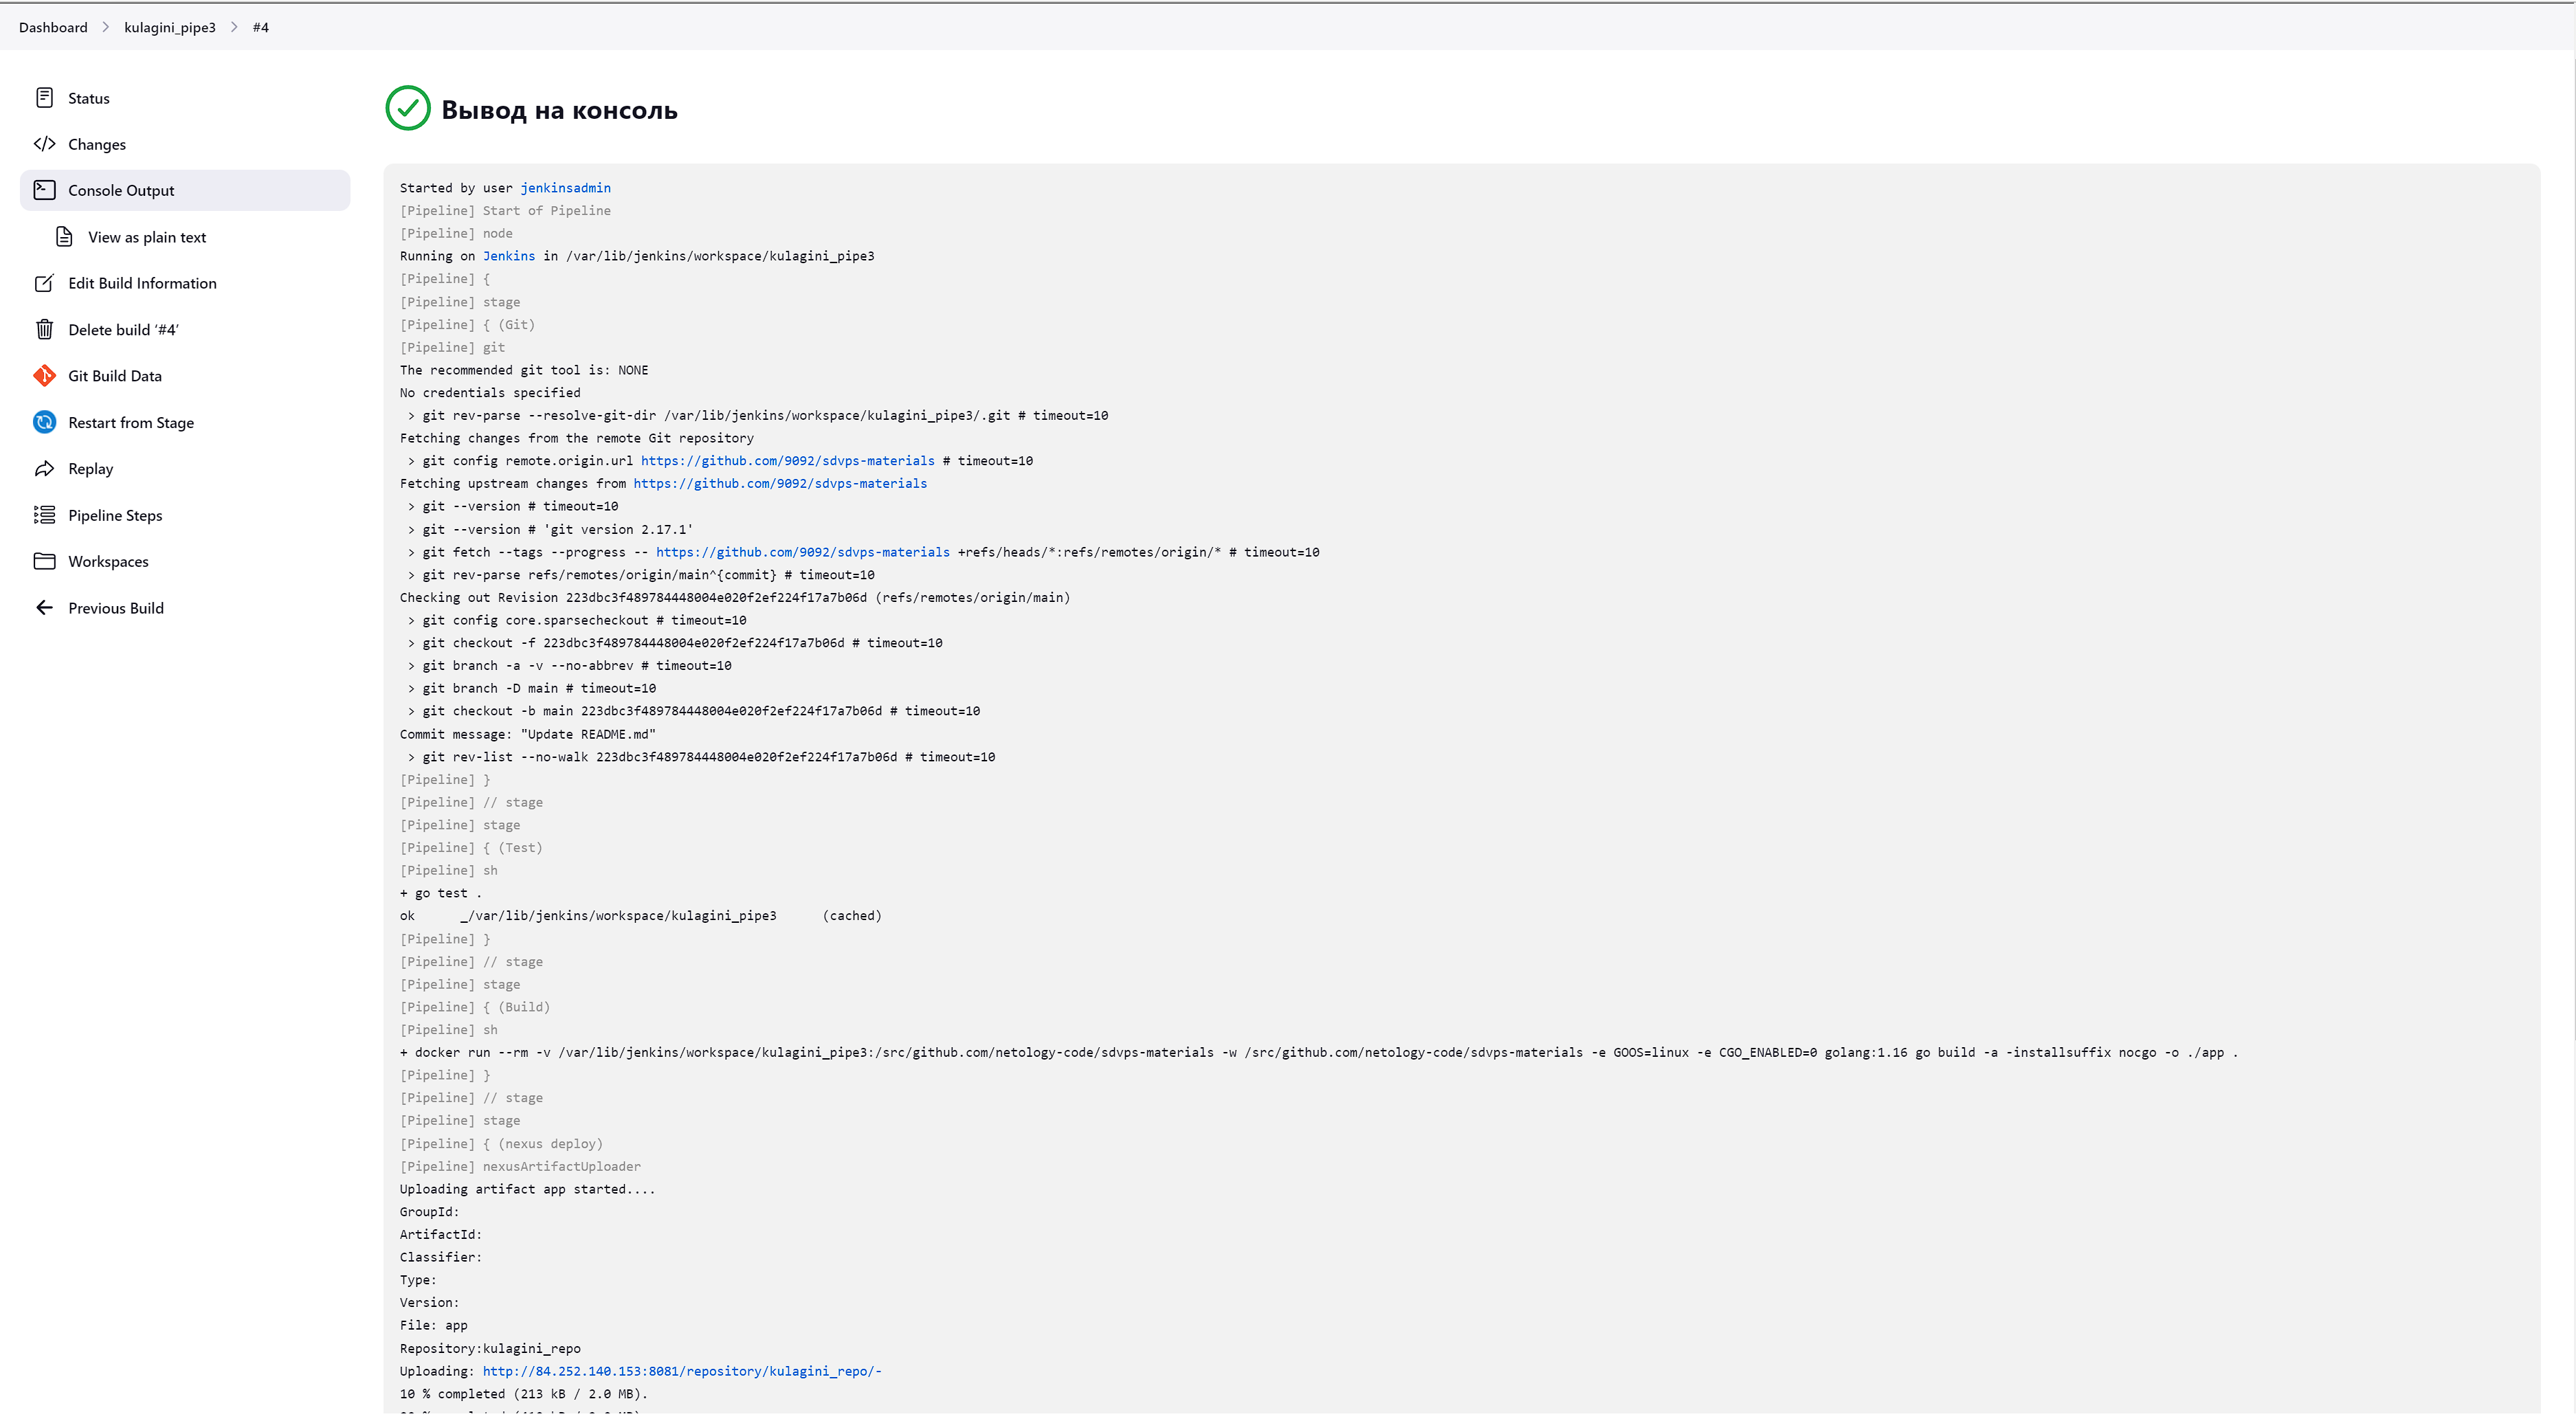 Dashboard > kulagini_pipe3 > #4
Status
Changes
Console Output
View as plain text
Edit Build Information
Delete build ‘#4’
Git Build Data
Restart from Stage
Replay
Pipeline Steps
Workspaces
Previous Build
Вывод на консоль
Started by user jenkinsadmin
[Pipeline] Start of Pipeline
[Pipeline] node
Running on Jenkins in /var/lib/jenkins/workspace/kulagini_pipe3
[Pipeline] {
[Pipeline] stage
[Pipeline] { (Git)
[Pipeline] git
The recommended git tool is: NONE
No credentials specified
> git rev-parse --resolve-git-dir /var/lib/jenkins/workspace/kulagini_pipe3/.git # timeout=10
Fetching changes from the remote Git repository
> git config remote.origin.url https://github.com/9092/sdvps-materials # timeout=10
Fetching upstream changes from https://github.com/9092/sdvps-materials
> git --version # timeout=10
> git --version # 'git version 2.17.1'
> git fetch --tags --progress -- https://github.com/9092/sdvps-materials +refs/heads/*:refs/remotes/origin/* # timeout=10
> git rev-parse refs/remotes/origin/main^{commit} # timeout=10
Checking out Revision 223dbc3f489784448004e020f2ef224f17a7b06d (refs/remotes/origin/main)
> git config core.sparsecheckout # timeout=10
> git checkout -f 223dbc3f489784448004e020f2ef224f17a7b06d # timeout=10
> git branch -a -v --no-abbrev # timeout=10
> git branch -D main # timeout=10
> git checkout -b main 223dbc3f489784448004e020f2ef224f17a7b06d # timeout=10
Commit message: "Update README.md"
> git rev-list --no-walk 223dbc3f489784448004e020f2ef224f17a7b06d # timeout=10
[Pipeline] }
[Pipeline] // stage
[Pipeline] stage
[Pipeline] { (Test)
[Pipeline] sh
+ go test .
ok _/var/lib/jenkins/workspace/kulagini_pipe3 (cached)
[Pipeline] }
[Pipeline] // stage
[Pipeline] stage
[Pipeline] { (Build)
[Pipeline] sh
+ docker run --rm -v /var/lib/jenkins/workspace/kulagini_pipe3:/src/github.com/netology-code/sdvps-materials -w /src/github.com/netology-code/sdvps-materials -e GOOS=linux -e CGO_ENABLED=0 golang:1.16 go build -a -installsuffix nocgo -o ./app .
[Pipeline] }
[Pipeline] // stage
[Pipeline] stage
[Pipeline] { (nexus deploy)
[Pipeline] nexusArtifactUploader
Uploading artifact app started....
GroupId:
ArtifactId:
Classifier:
Type:
Version:
File: app
Repository:kulagini_repo
Uploading: http://84.252.140.153:8081/repository/kulagini_repo/-
10 % completed (213 kB / 2.0 MB).